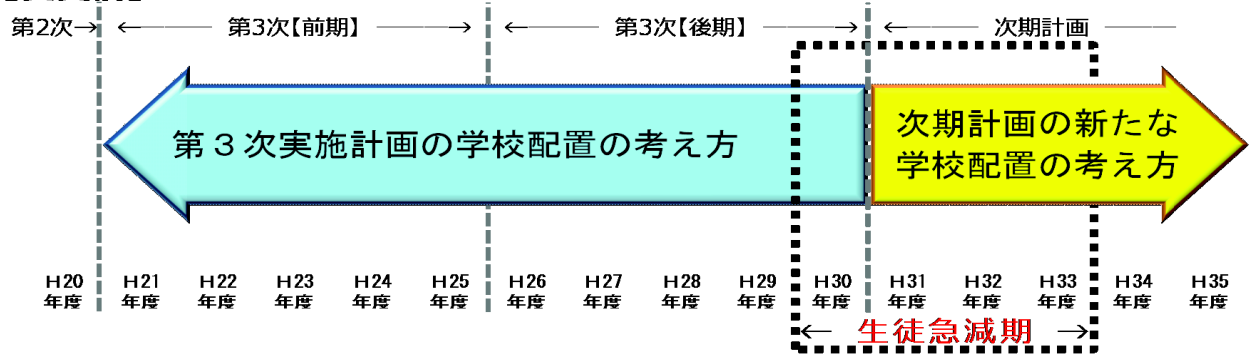 第2次→ ← 第3次【前期】 → ← 第3次【後期】 → ← 次期計画
第３次実施計画の学校配置の考え方
次期計画の新たな
学校配置の考え方
H20 H21 H22 H23 H24 H25 H26 H27 H28 H29 H30 H31 H32 H33 H34 H35
年度 年度 年度 年度 年度 年度 年度 年度 年度 年度 年度 年度 年度 年度 年度 年度
← 生徒急減期 →